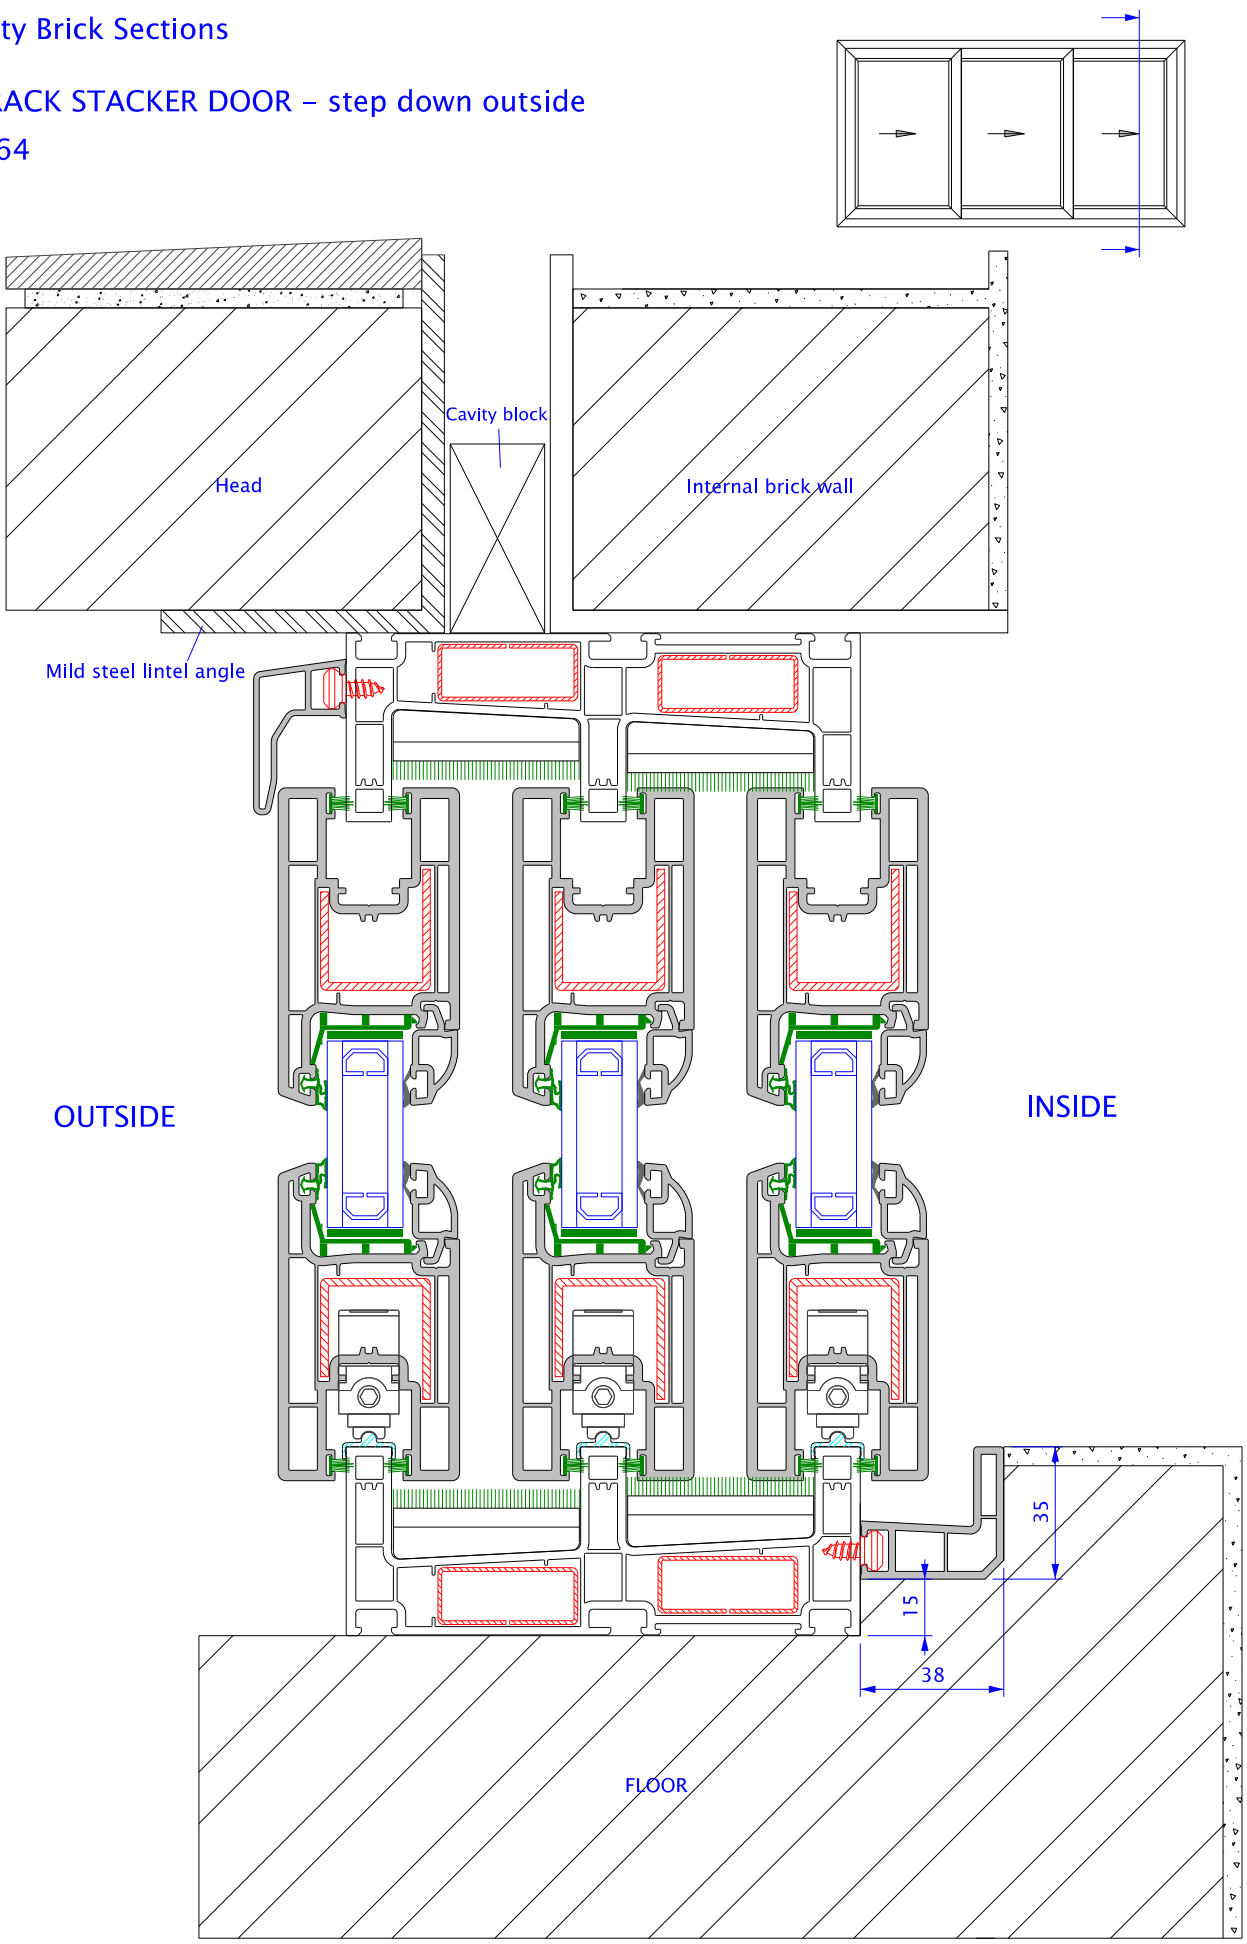 ty Brick Sections
RACK STACKER DOOR – step down outside
64
Cavity block
Head
Internal brick wall
Mild steel lintel angle
OUTSIDE
INSIDE
35
15
38
FLOOR